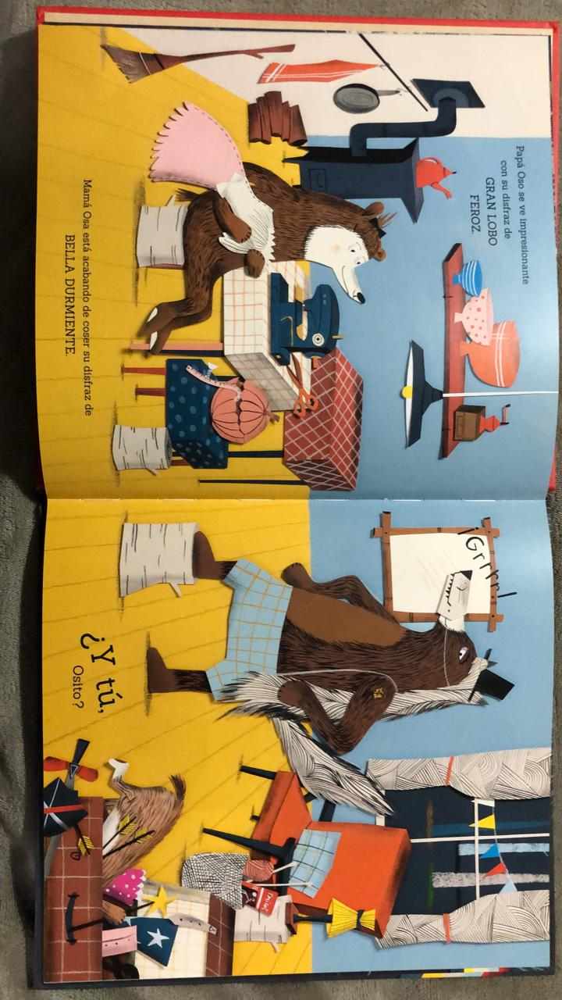 Papá Oso se ve impresionante
con su disfraz de
GRAN LOBO
FEROZ.
Mamá Osa está acabando de coser su disfraz de
BELLA DURMIENTE.
¡Grrrr!
¿Y tú,
Osito?